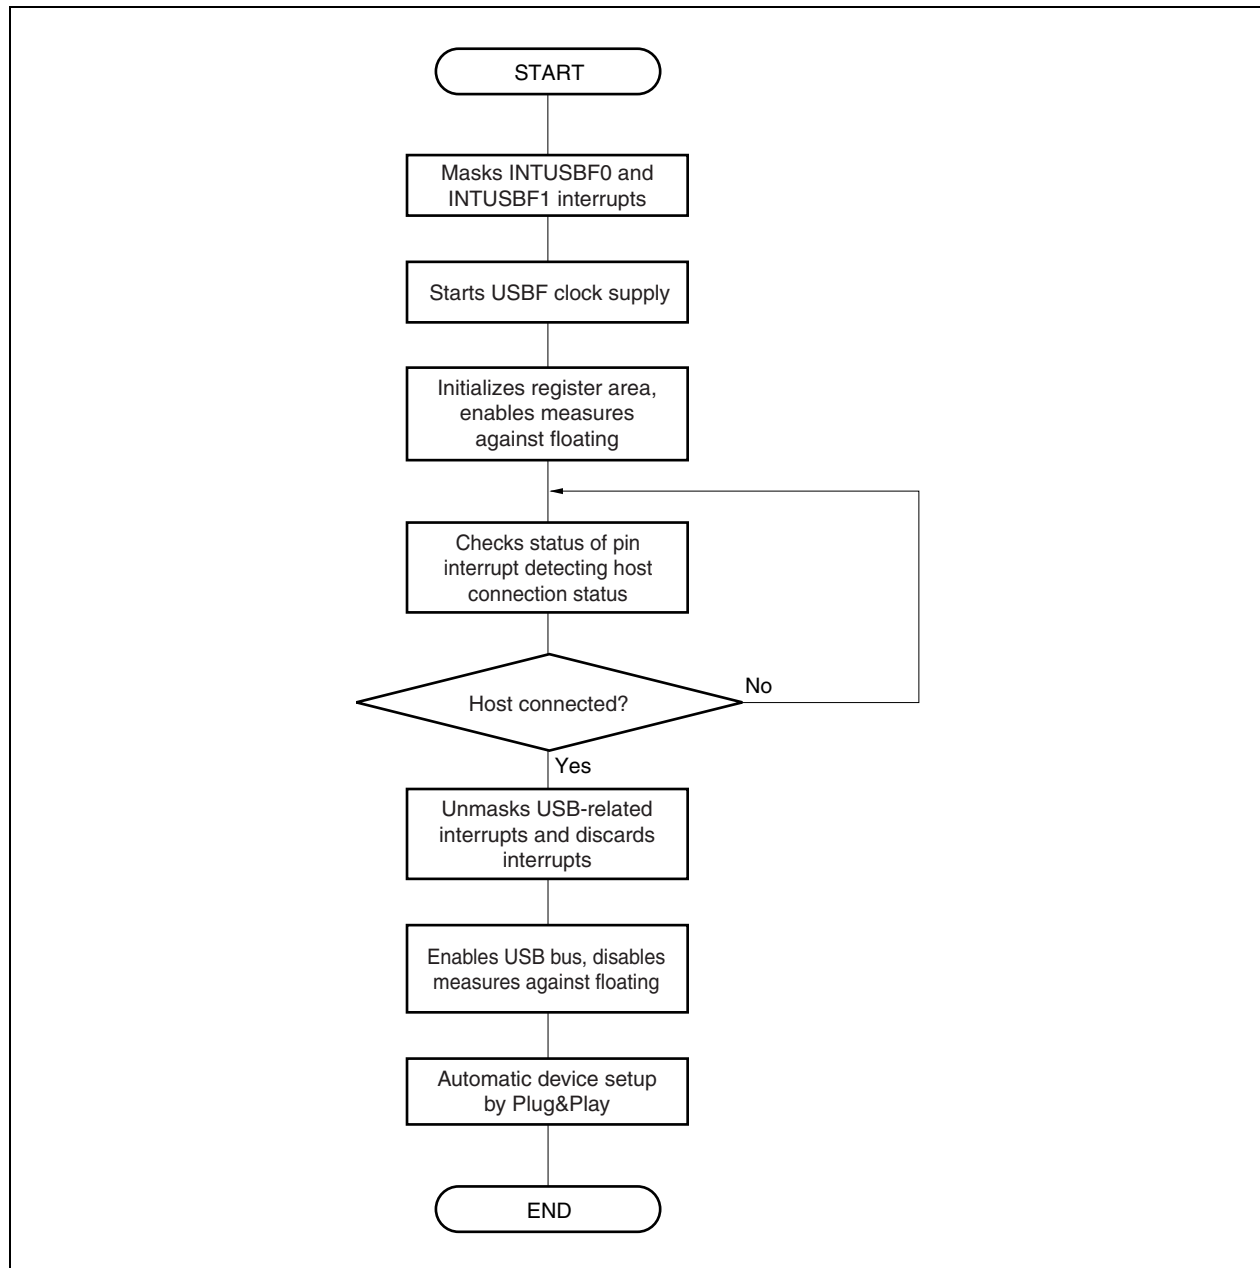 START
Masks INTUSBF0 and
INTUSBF1 interrupts
Starts USBF clock supply
Initializes register area,
enables measures
against floating
Checks status of pin
interrupt detecting host
connection status
Host connected?
No
Yes
Unmasks USB-related
interrupts and discards
interrupts
Enables USB bus, disables
measures against floating
Automatic device setup
by Plug&Play
END